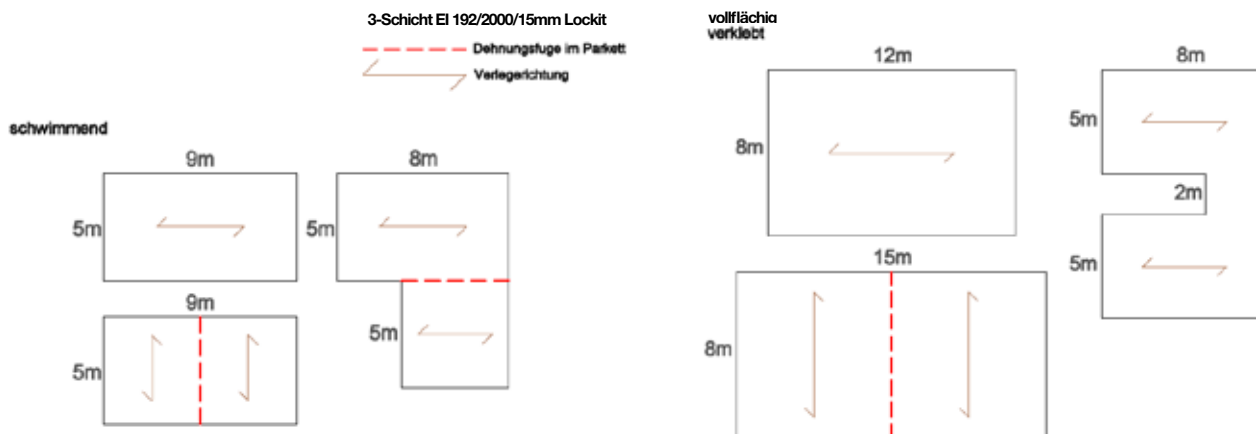 3-Schicht EI 192/2000/15mm Lockit
Dehnungsfuge im Parkett
Verlegerichtung
schwimmend
9m
5m
8m
5m
5m
9m
5m
vollflächig
verklebt
12m
8m
8m
5m
2m
5m
15m
8m